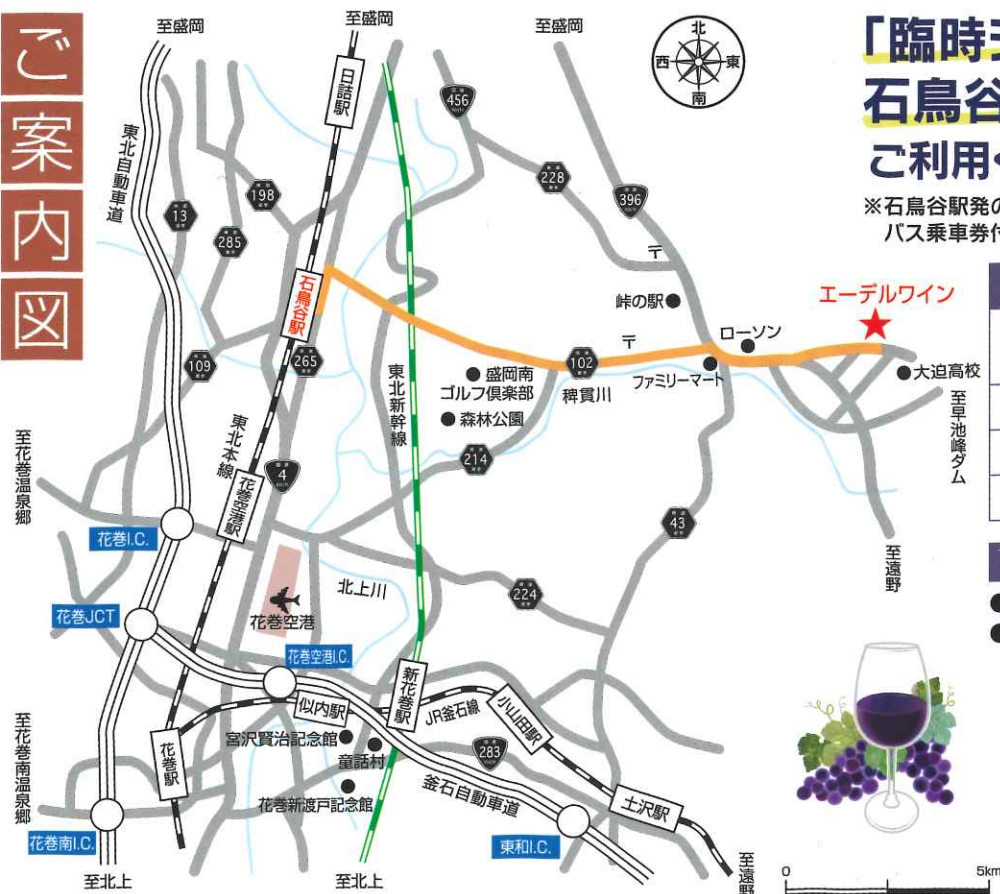 ご案内図
至盛岡
至盛岡
至盛岡
北
西
東
南
「臨時
石鳥谷
ご利用
※石鳥谷駅発の
バス乗車券付
日詰駅
東北自動車道
456
228
396
198
13
285
〒
峠の駅
エーデルワイン
石鳥谷駅
〒
ローソン
265
109
102
ファミリーマート
大迫高校
盛岡南
ゴルフ倶楽部
稗貫川
東北新幹線
森林公園
至早池峰ダム
至花巻温泉郷
東北本線
214
4
花巻空港駅
43
花巻I.C.
至遠野
北上川
224
花巻空港
花巻JCT
花巻空港I.C.
新花巻駅
似内駅
JR釜石線
小山田駅
至花巻南温泉郷
花巻駅
宮沢賢治記念館
童話村
283
花巻新渡戸記念館
釜石自動車道
土沢駅
花巻南I.C.
東和I.C.
至北上
至北上
至遠野
0
5km